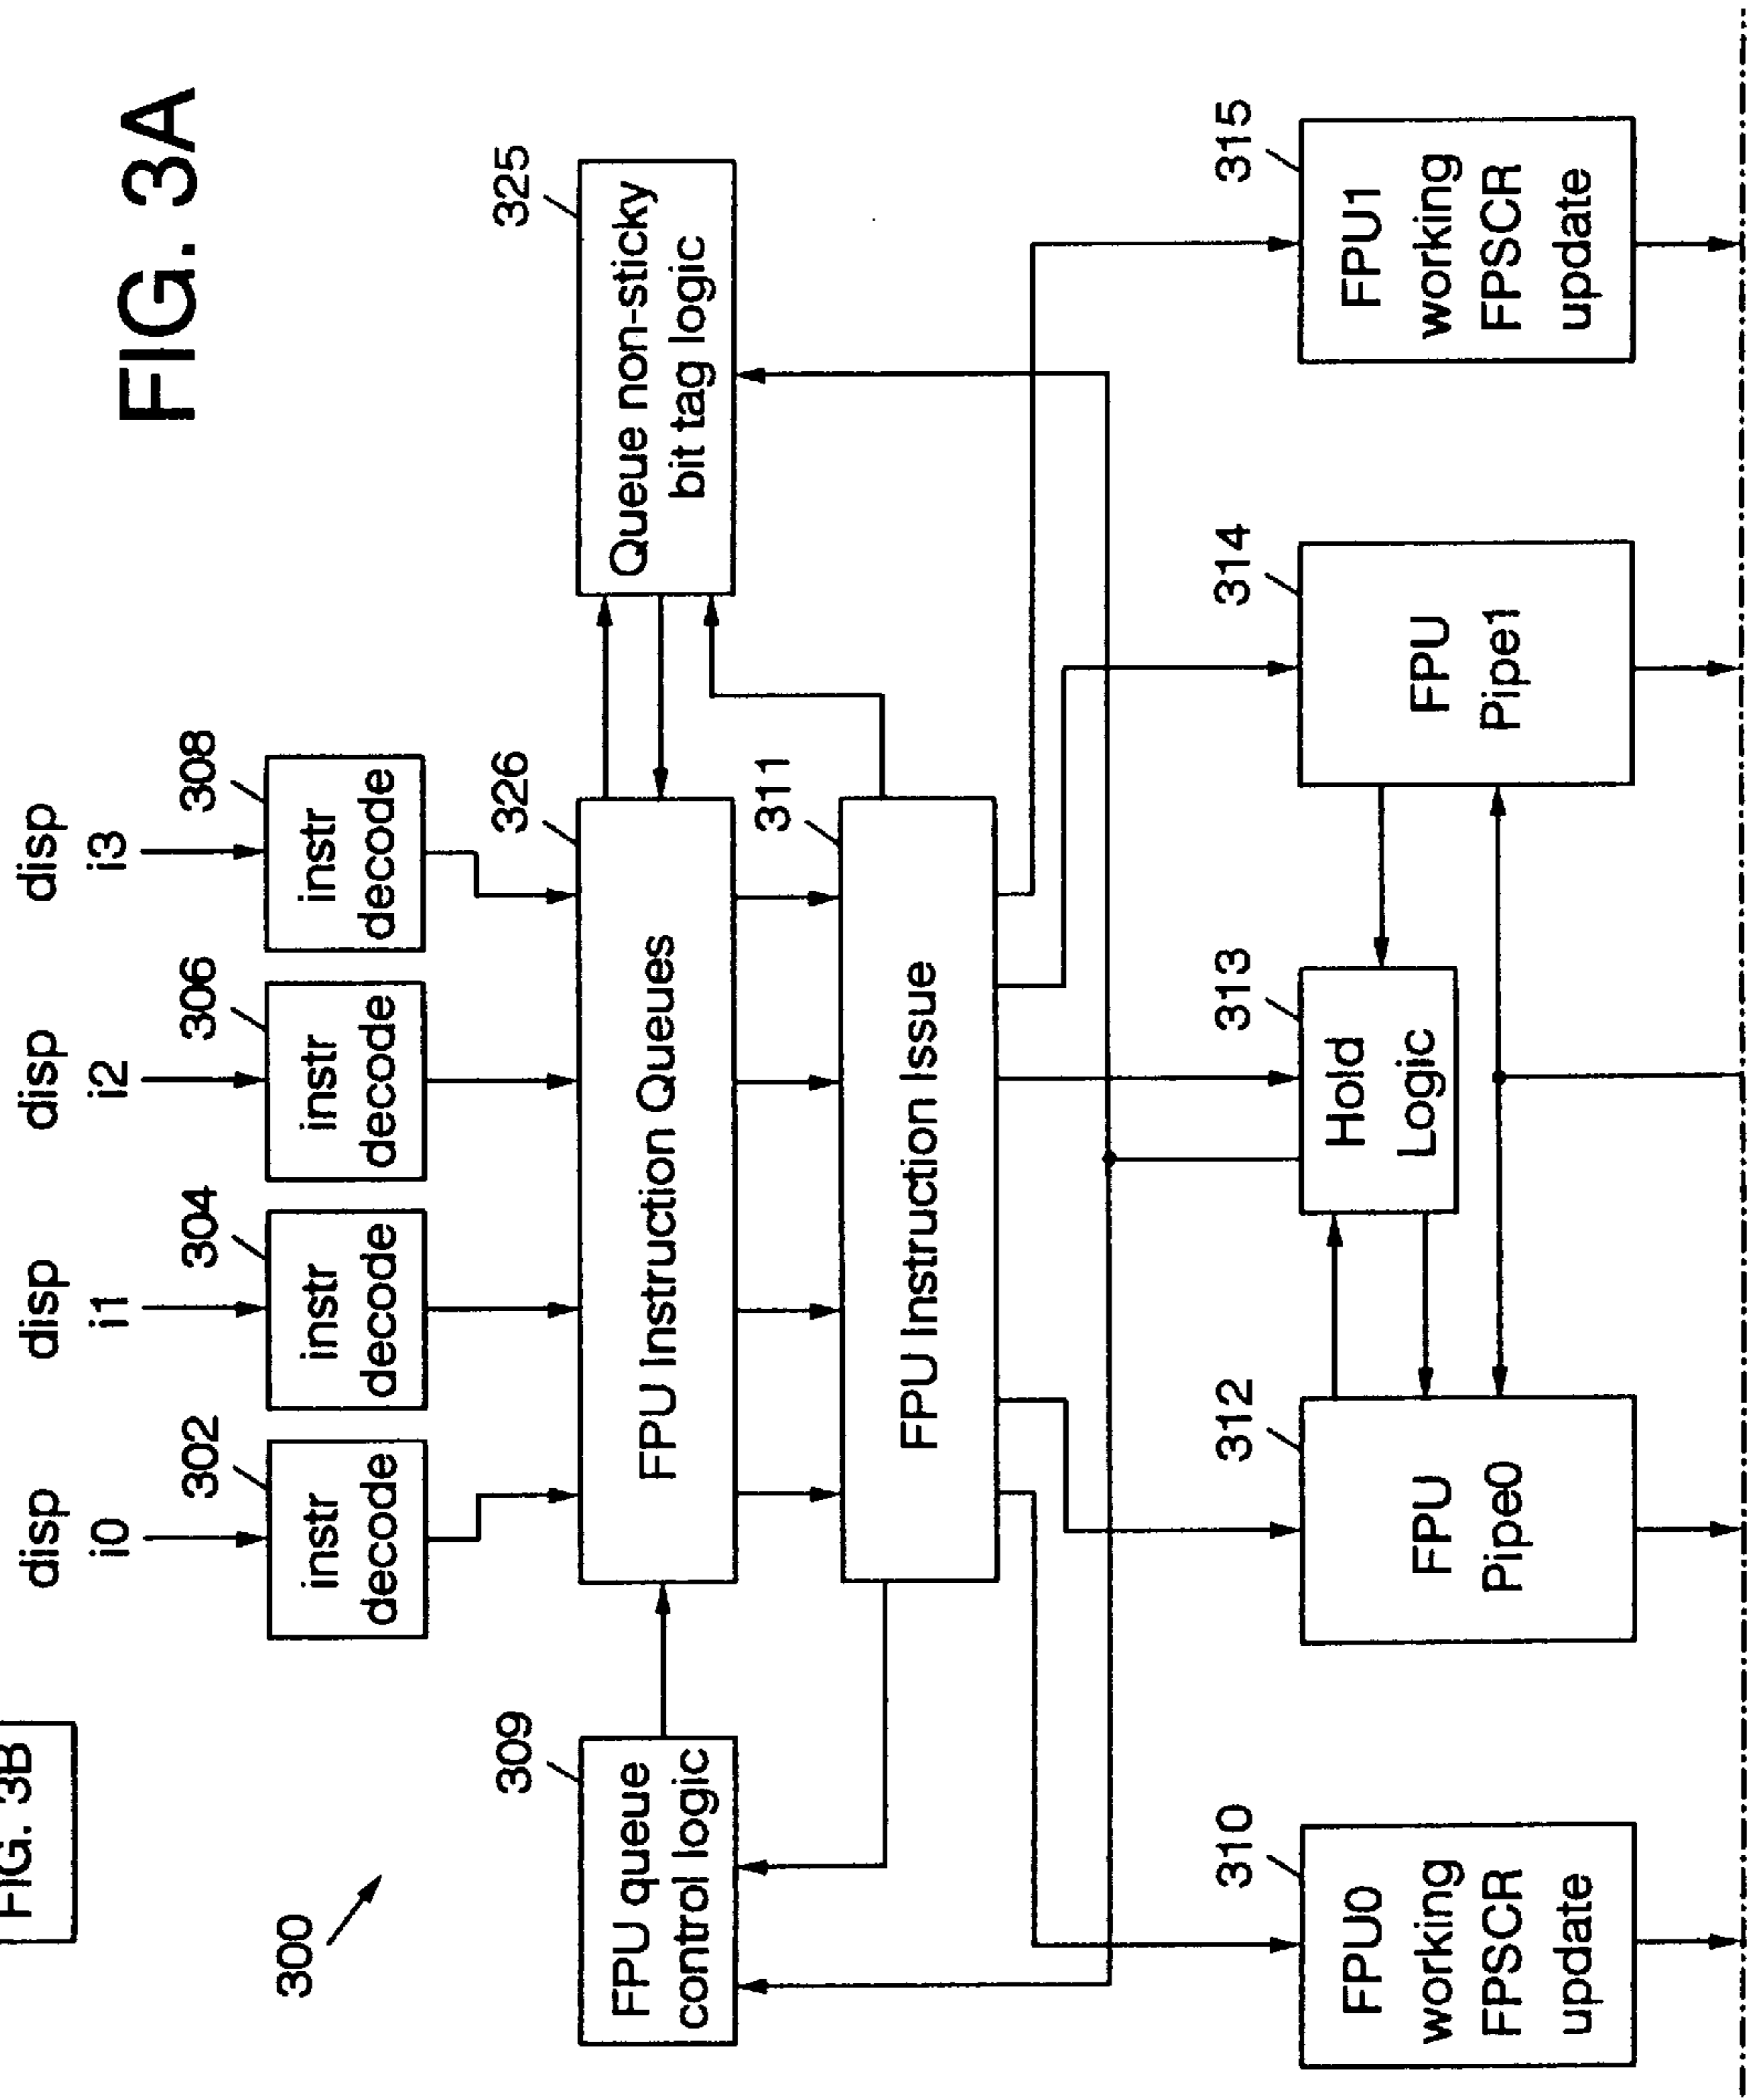 FIG. 3B
FIG. 3A
disp
i0
disp
i1
disp
i2
disp
i3
300
302
instr
decode
304
instr
decode
306
instr
decode
308
instr
decode
309
FPU queue
control logic
326
FPU Instruction Queues
325
Queue non-sticky
bit tag logic
311
FPU Instruction Issue
310
FPU0
working
FPSCR
update
312
FPU
Pipe0
313
Hold
Logic
314
FPU
Pipe1
315
FPU1
working
FPSCR
update